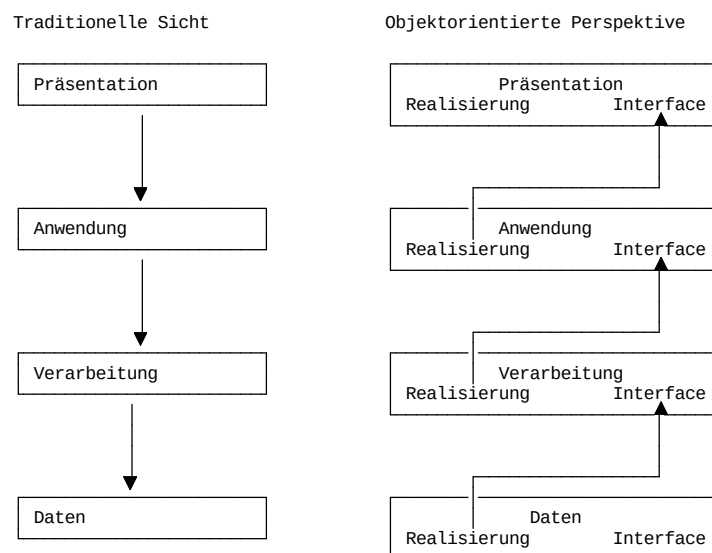 Traditionelle Sicht
Präsentation
Anwendung
Verarbeitung
Daten
Objektorientierte Perspektive
Präsentation
Realisierung Interface
Anwendung
Realisierung Interface
Verarbeitung
Realisierung Interface
Daten
Realisierung Interface